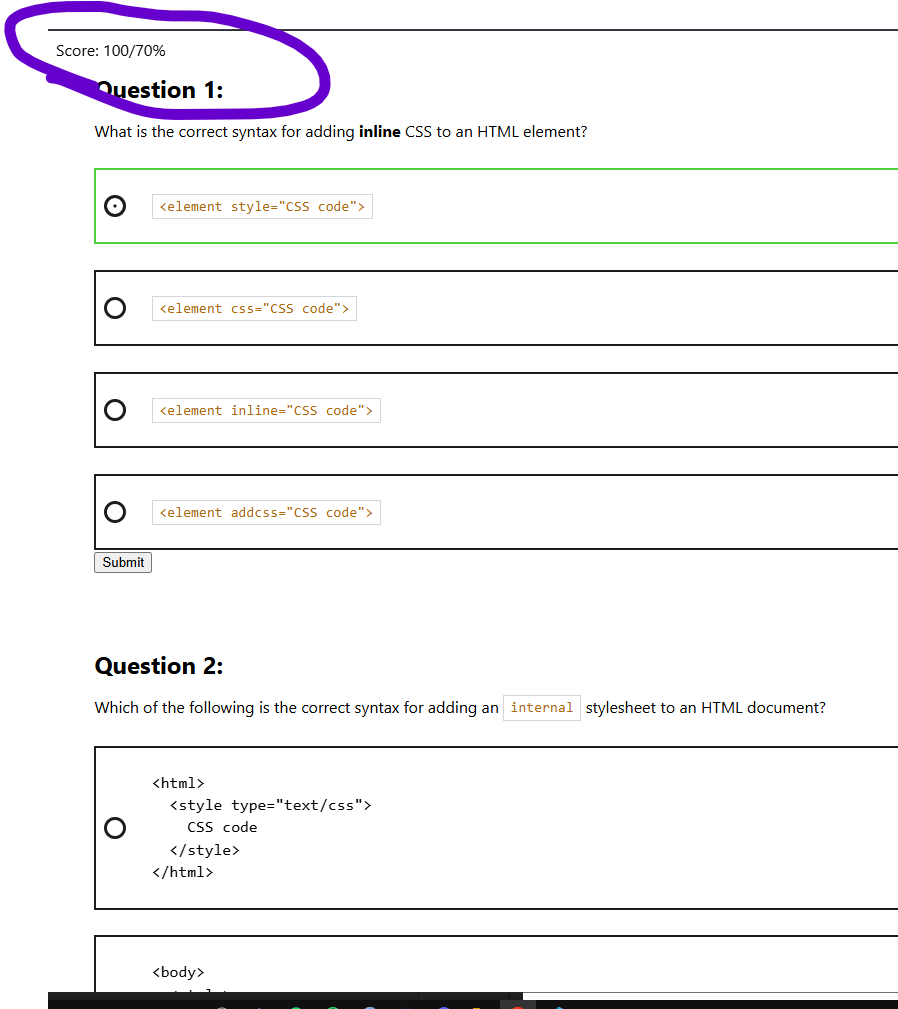 Score: 100/70%
Question 1:
What is the correct syntax for adding inline CSS to an HTML element?
<element style="CSS code">
<element css="CSS code">
<element inline="CSS code">
<element addcss="CSS code">
Submit
Question 2:
Which of the following is the correct syntax for adding an internal stylesheet to an HTML document?
<html>
<style type="text/css">
CSS code
</style>
</html>
<body>